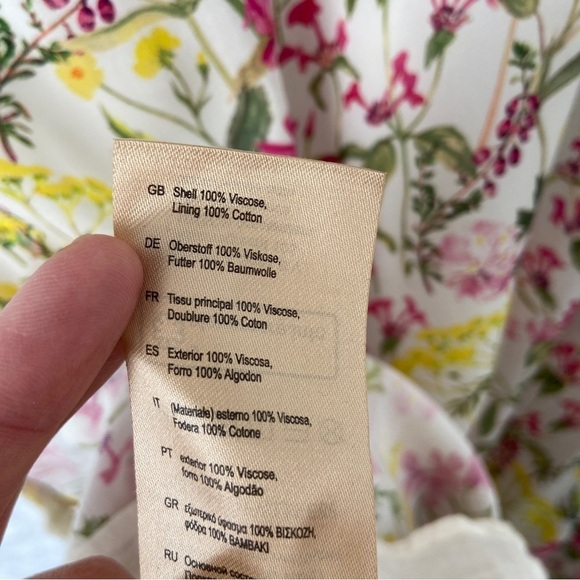 GB Shell 100% Viscose,
Lining 100% Cotton
DE Oberstoff 100% Viskose,
Futter 100% Baumwolle
FR Tissu principal 100% Viscose,
Doublure 100% Coton
ES Exterior 100% Viscosa,
Forro 100% Algodon
IT (Materiale) esterno 100% Viscosa,
Fodera 100% Cotone
PT exterior 100% Viscose,
forro 100% Algodão
GR εξωτερικό ύφασμα 100% ΒΙΣΚΟΖΗ,
φόδρα 100% ΒΑΜΒΑΚΙ
RU Основной соста